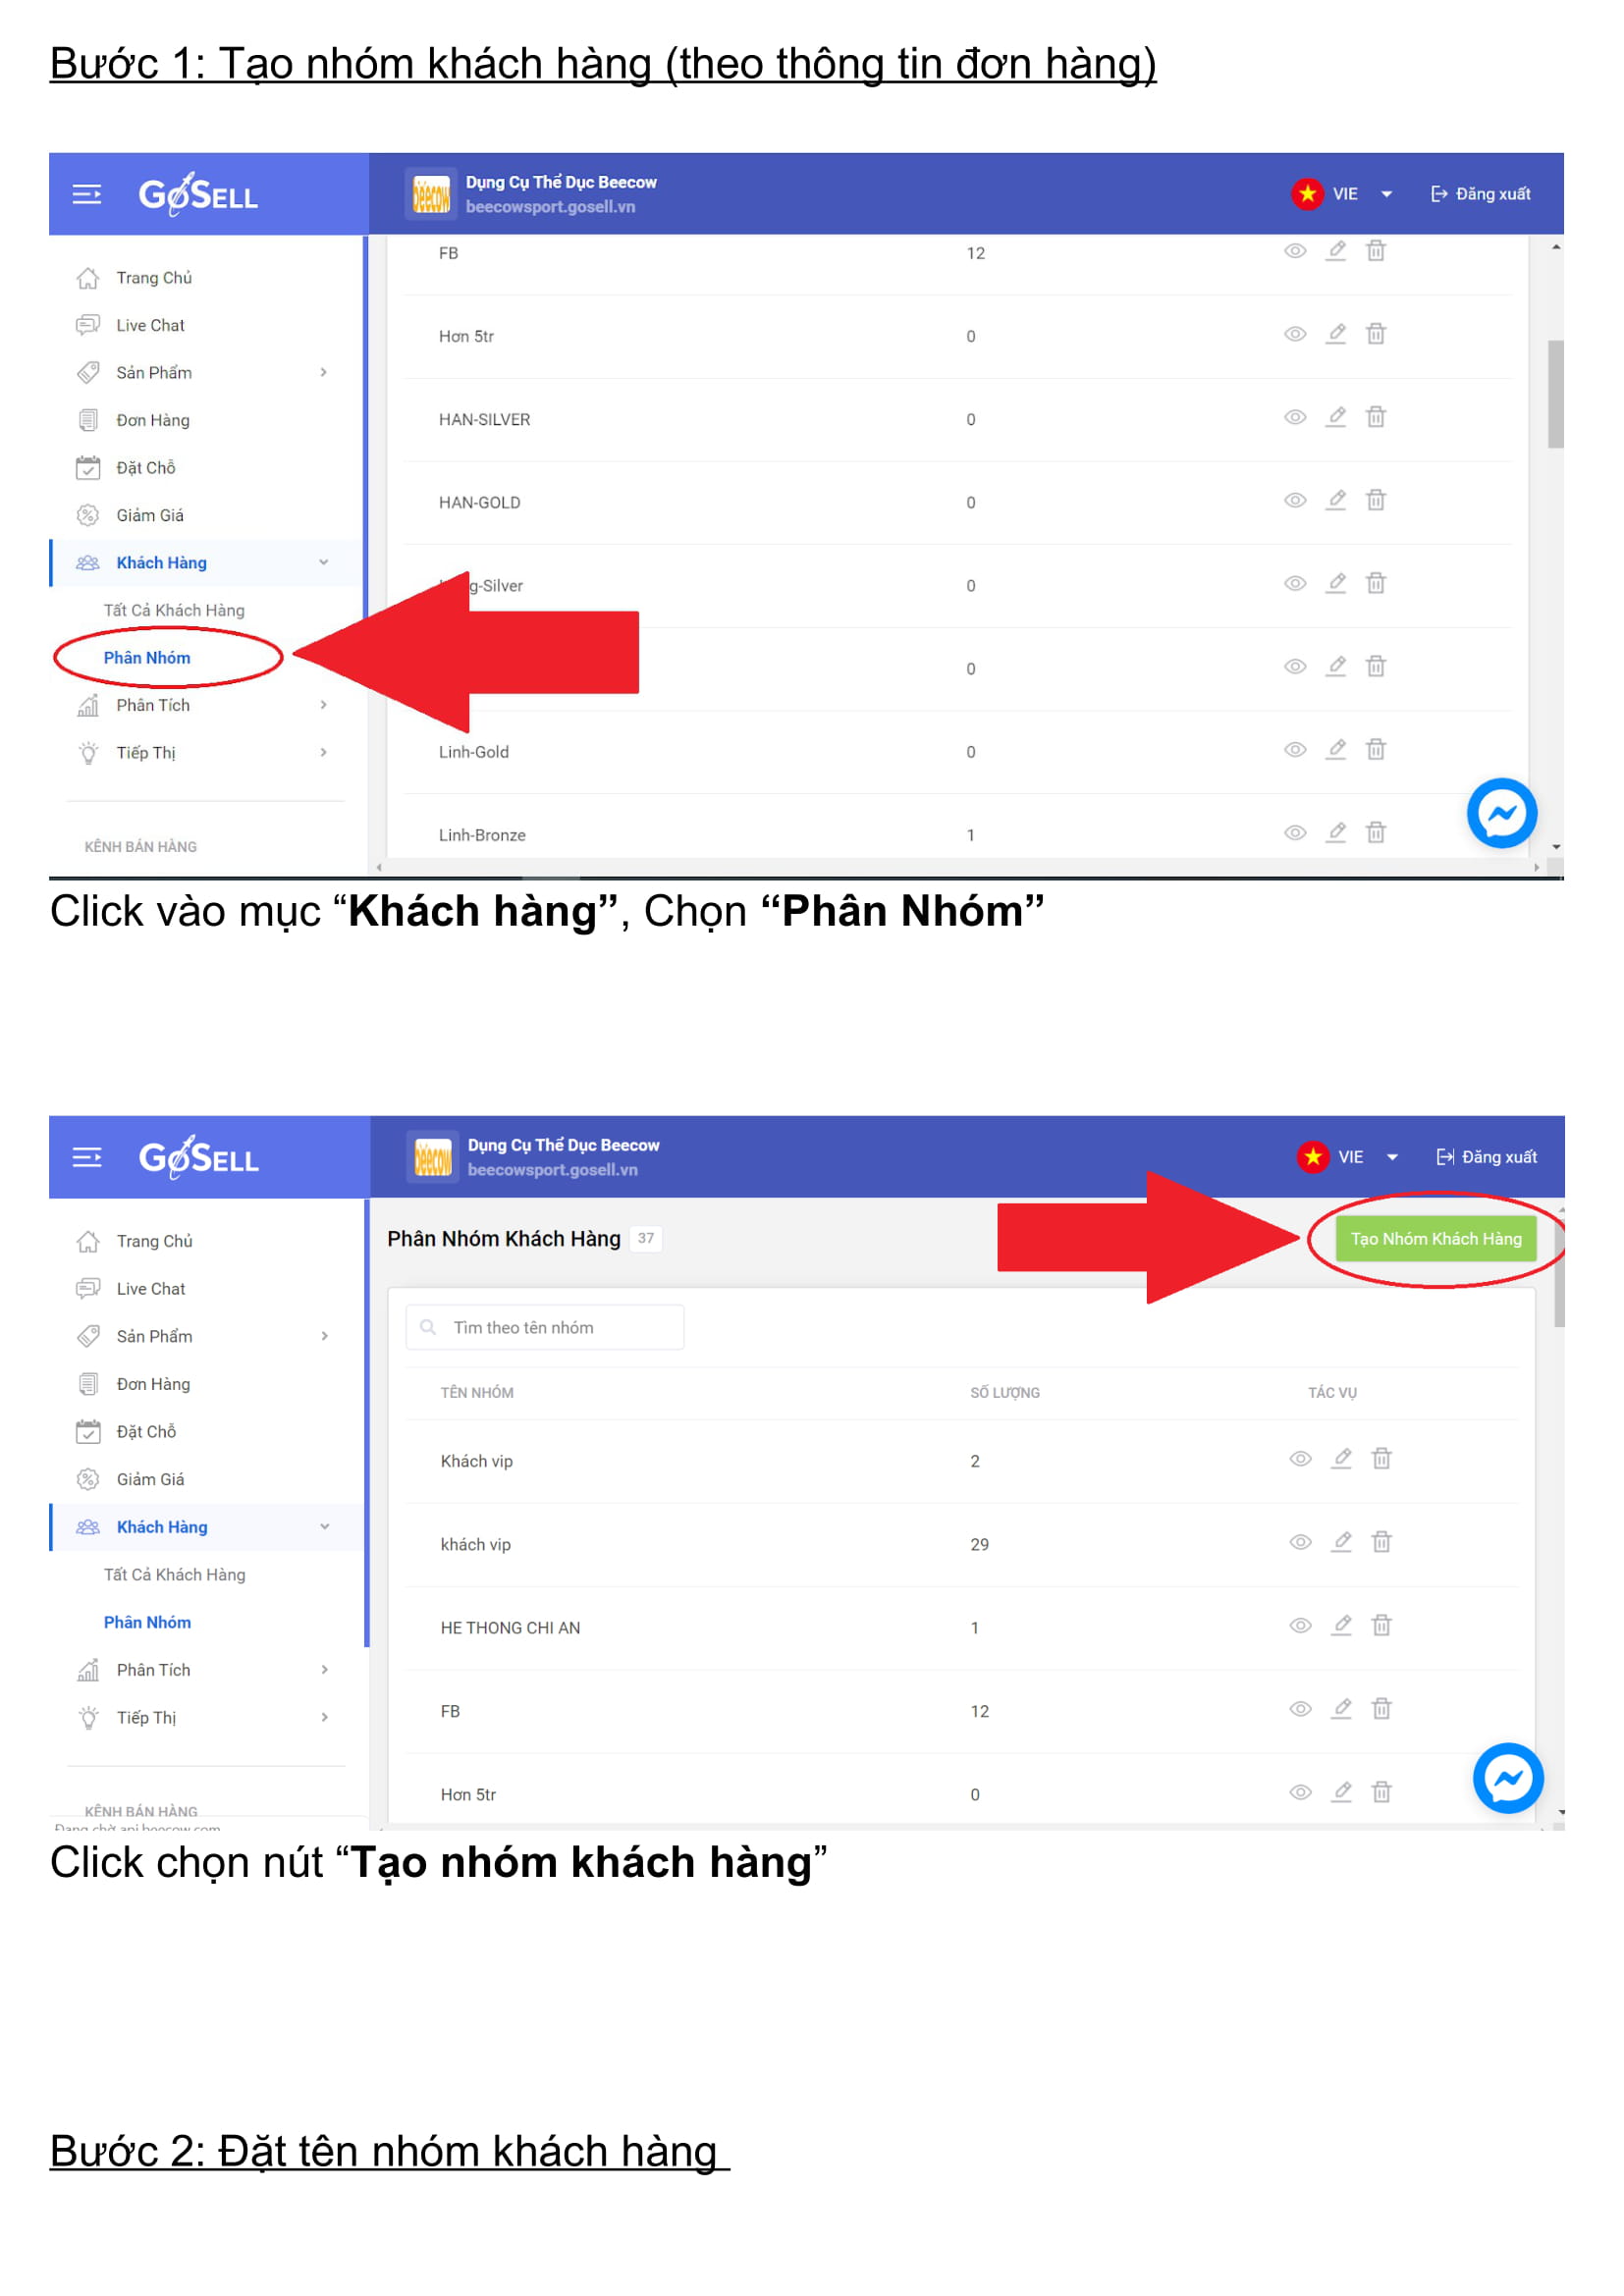 Bước 1: Tạo nhóm khách hàng (theo thông tin đơn hàng)
GoSELL
Dụng Cụ Thể Dục Beecow
beecowsport.gosell.vn
VIE
Đăng xuất
Trang Chủ
Live Chat
Sản Phẩm
Đơn Hàng
Đặt Chỗ
Giảm Giá
Khách Hàng
Tất Cả Khách Hàng
Phân Nhóm
Phân Tích
Tiếp Thị
KÊNH BÁN HÀNG
FB 12
Hơn 5tr 0
HAN-SILVER 0
HAN-GOLD 0
g-Silver 0
0
Linh-Gold 0
Linh-Bronze 1
Click vào mục “Khách hàng”, Chọn “Phân Nhóm”
GoSELL
Dụng Cụ Thể Dục Beecow
beecowsport.gosell.vn
VIE
Đăng xuất
Trang Chủ
Live Chat
Sản Phẩm
Đơn Hàng
Đặt Chỗ
Giảm Giá
Khách Hàng
Tất Cả Khách Hàng
Phân Nhóm
Phân Tích
Tiếp Thị
KÊNH BÁN HÀNG
Đang chờ api.beecow.com
Phân Nhóm Khách Hàng 37
Tạo Nhóm Khách Hàng
Tìm theo tên nhóm
TÊN NHÓM SỐ LƯỢNG TÁC VỤ
Khách vip 2
khách vip 29
HE THONG CHI AN 1
FB 12
Hơn 5tr 0
Click chọn nút “Tạo nhóm khách hàng”
Bước 2: Đặt tên nhóm khách hàng